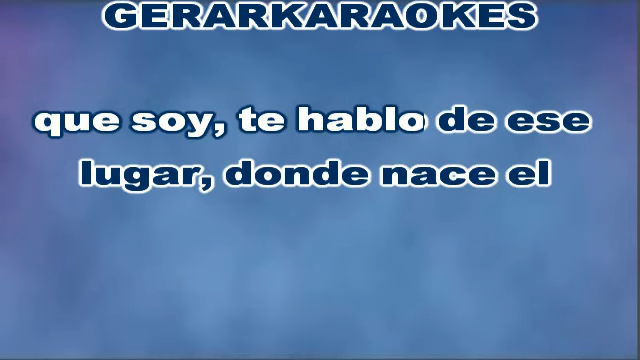 GERARKARAOKES
que soy, te hablo de ese
lugar, donde nace el